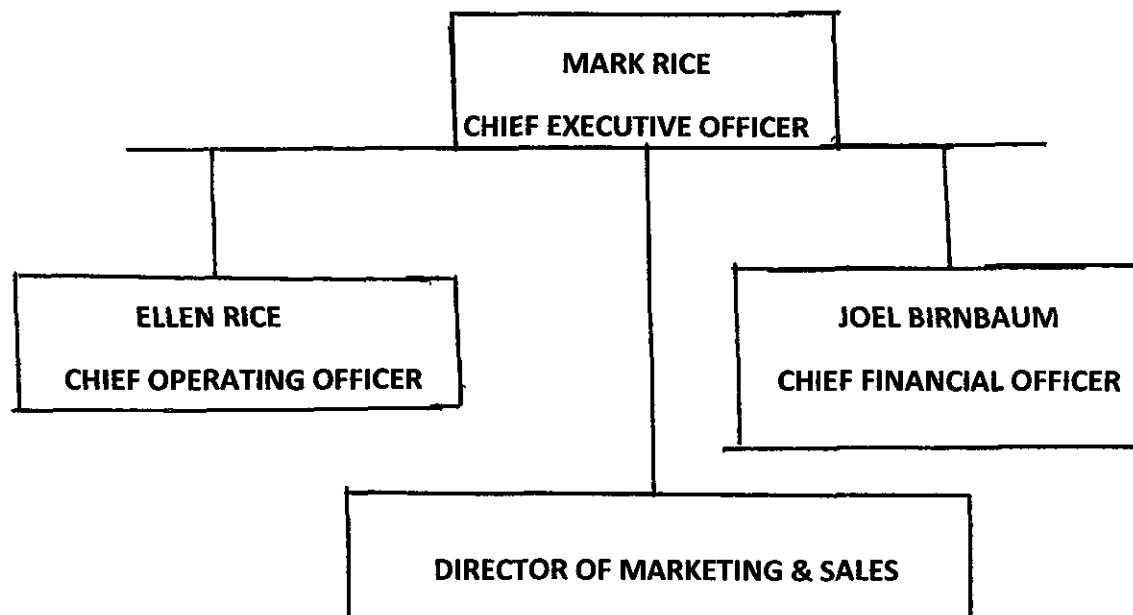 MARK RICE
CHIEF EXECUTIVE OFFICER
ELLEN RICE
CHIEF OPERATING OFFICER
JOEL BIRNBAUM
CHIEF FINANCIAL OFFICER
DIRECTOR OF MARKETING & SALES